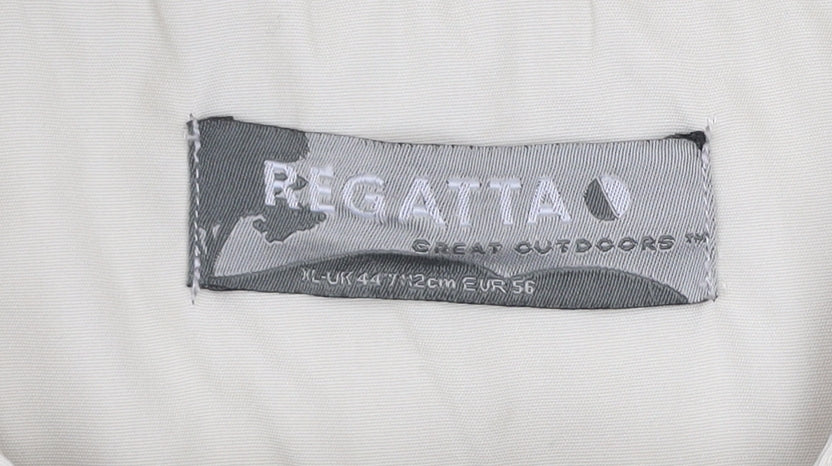 REGATTA
GREAT OUTDOORS ™
XL-UK 44"/112cm EUR 56